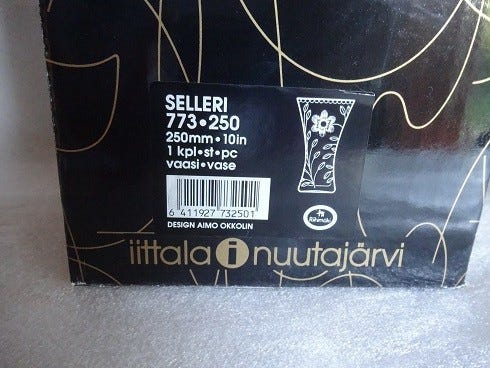 SELLERI
773•250
250mm•10in
1 kpl•st•pc
vaasi•vase
6 411927 732501
DESIGN AIMO OKKOLIN
Riihimäki
iittala i nuutajärvi